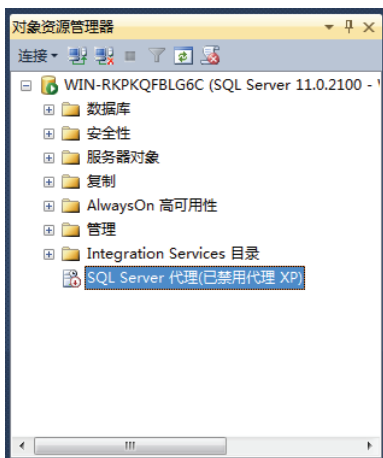 对象资源管理器
连接
WIN-RKPKQFBLG6C (SQL Server 11.0.2100 -
数据库
安全性
服务器对象
复制
AlwaysOn 高可用性
管理
Integration Services 目录
SQL Server 代理(已禁用代理 XP)